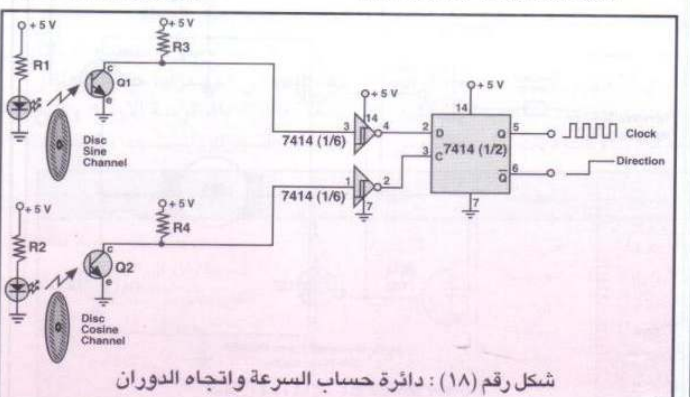 +5 V
+5 V
R1
R3
c
Q1
e
Disc
Sine
Channel
+5 V
14
3
4
7414 (1/6)
+5 V
14
2
D
Q
5
Clock
3
C
7414 (1/2)
Q
6
Direction
7
7414 (1/6)
1
2
7
+5 V
+5 V
R2
R4
c
Q2
e
Disc
Cosine
Channel
شكل رقم (١٨) : دائرة حساب السرعة واتجاه الدوران